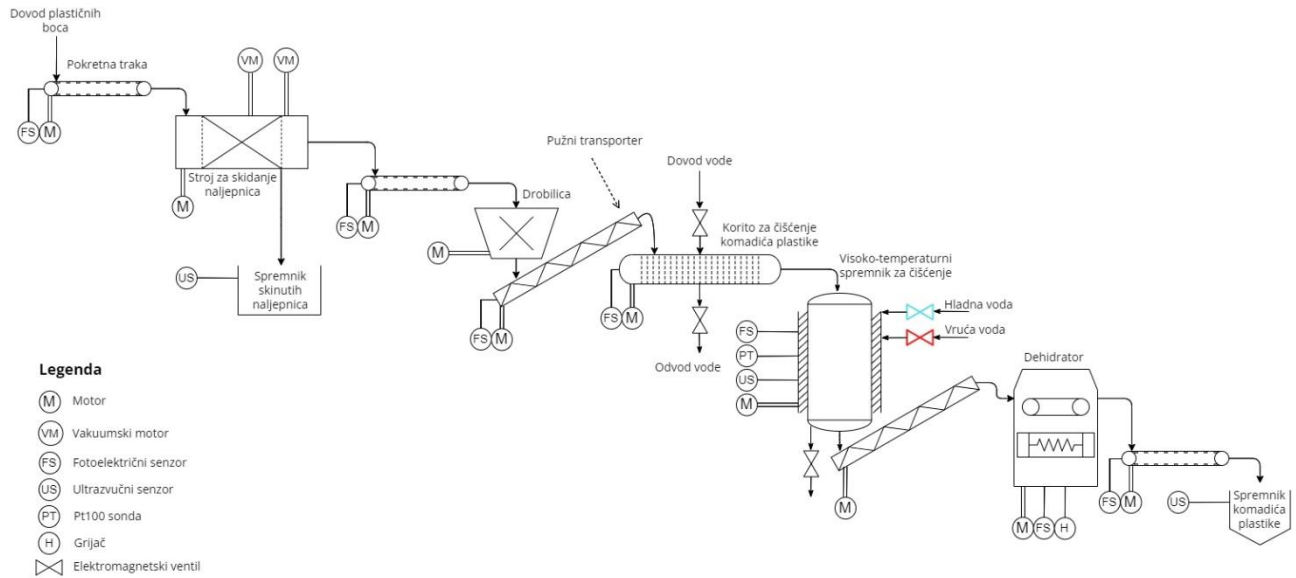 Dovod plastičnih
boca
Pokretna traka
FS
M
VM
VM
Stroj za skidanje
naljepnica
M
US
Spremnik
skinutih
naljepnica
FS
M
Drobilica
M
Pužni transporter
FS
M
Dovod vode
Korito za čišćenje
komadića plastike
FS
M
Odvod vode
Visoko-temperaturni
spremnik za čišćenje
Hladna voda
Vruća voda
FS
PT
US
M
M
Dehidrator
M
FS
H
FS
M
US
Spremnik
komadića
plastike
Legenda
M Motor
VM Vakuumski motor
FS Fotoelektrični senzor
US Ultrazvučni senzor
PT Pt100 sonda
H Grijač
Elektromagnetski ventil